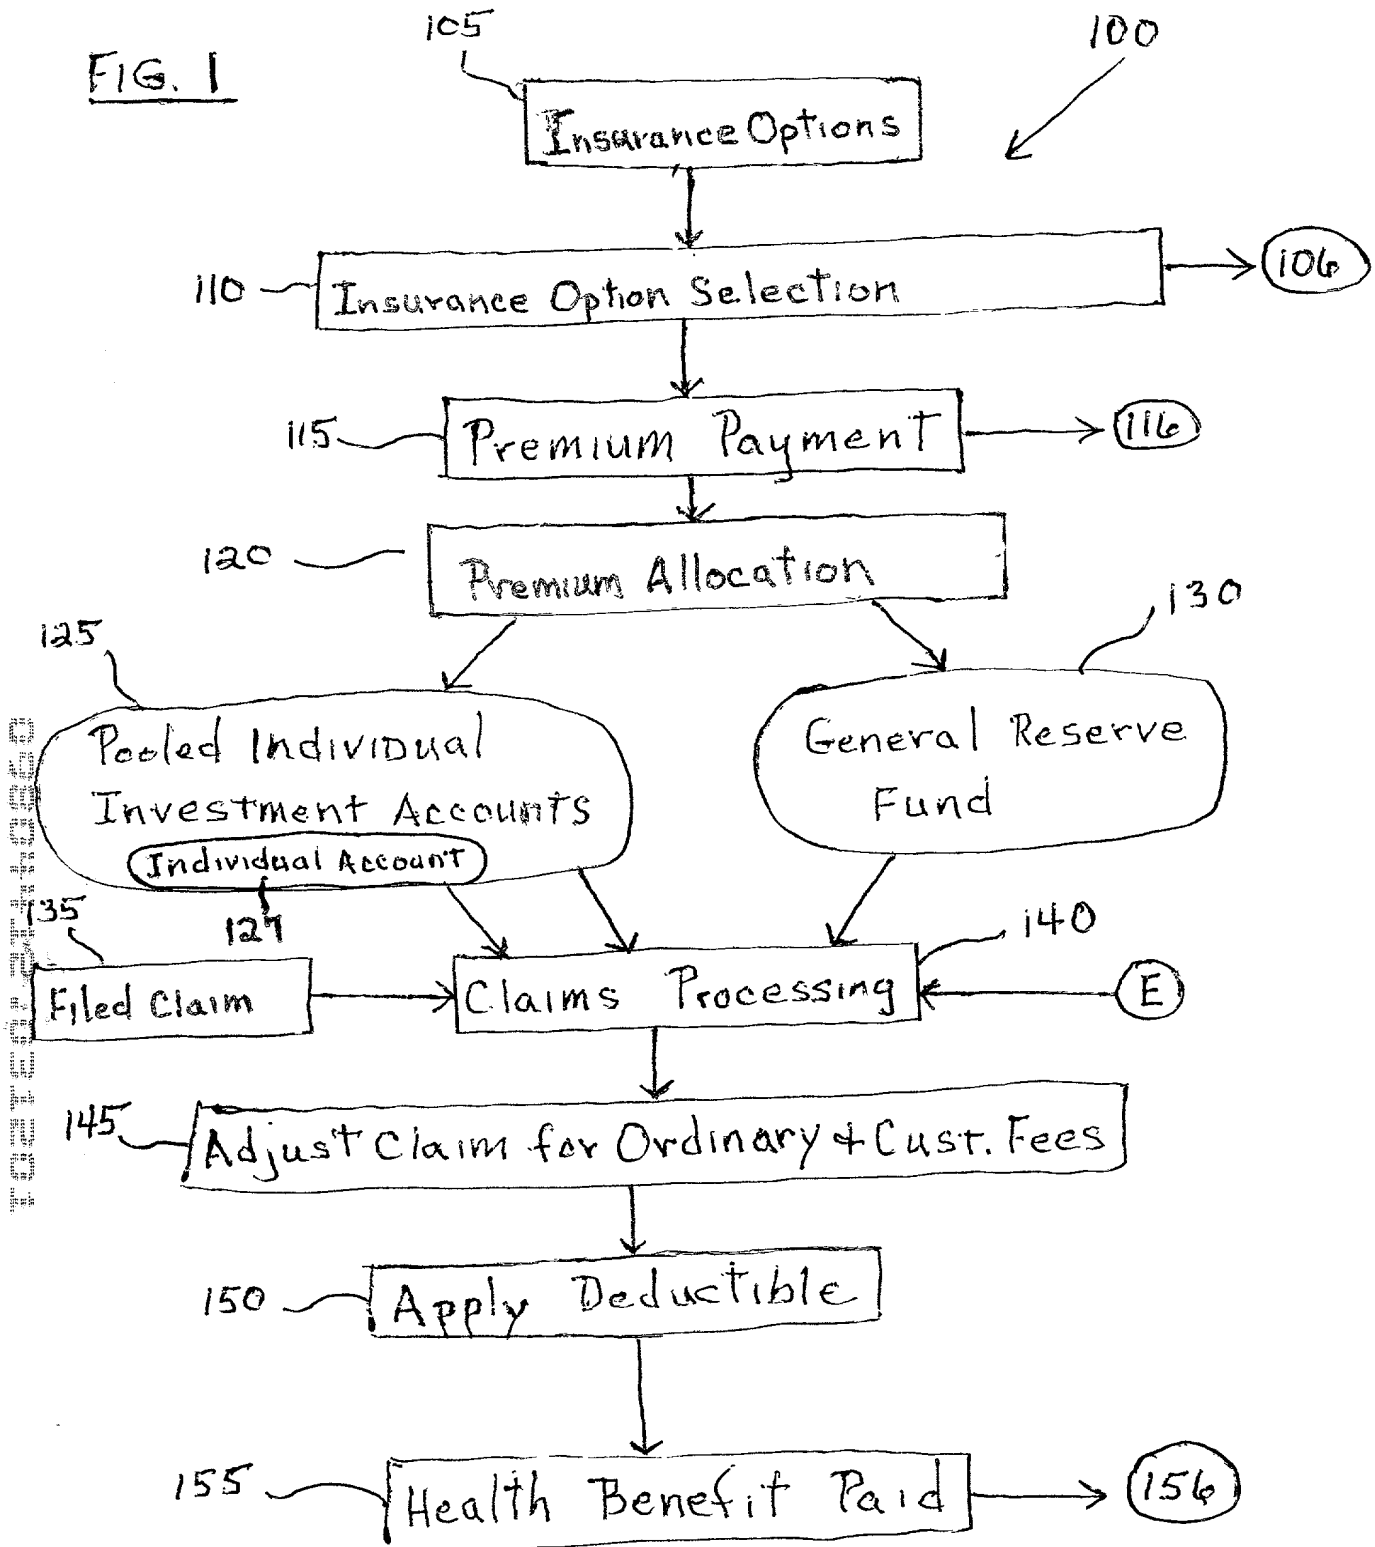 105
100
FIG. 1
Insurance Options
110
Insurance Option Selection
106
115
Premium Payment
116
120
Premium Allocation
125
130
Pooled Individual
Investment Accounts
Individual Account
General Reserve
Fund
135
127
140
Filed Claim
Claims Processing
E
145
Adjust Claim for Ordinary & Cust. Fees
150
Apply Deductible
155
Health Benefit Paid
156